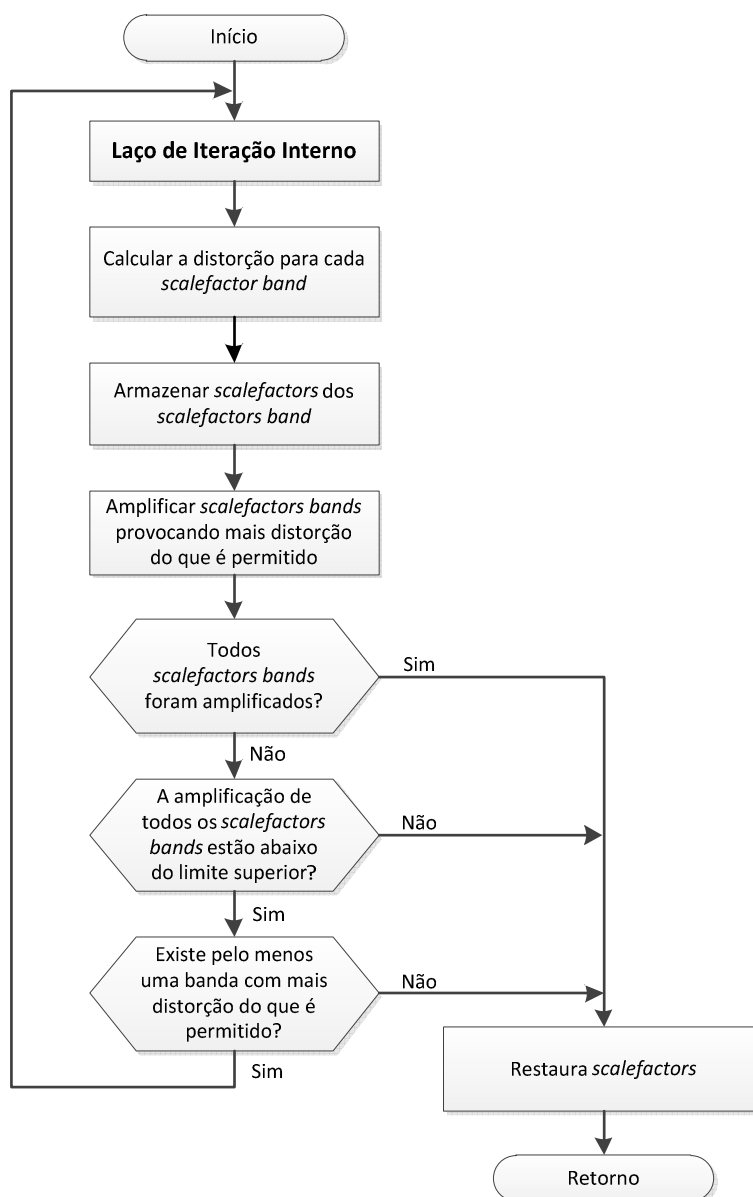 Início
Laço de Iteração Interno
Calcular a distorção para cada
scalefactor band
Armazenar scalefactors dos
scalefactors band
Amplificar scalefactors bands
provocando mais distorção
do que é permitido
Todos
scalefactors bands
foram amplificados?
Sim
Não
A amplificação de
todos os scalefactors
bands estão abaixo
do limite superior?
Não
Sim
Existe pelo menos
uma banda com mais
distorção do que é
permitido?
Não
Sim
Restaura scalefactors
Retorno